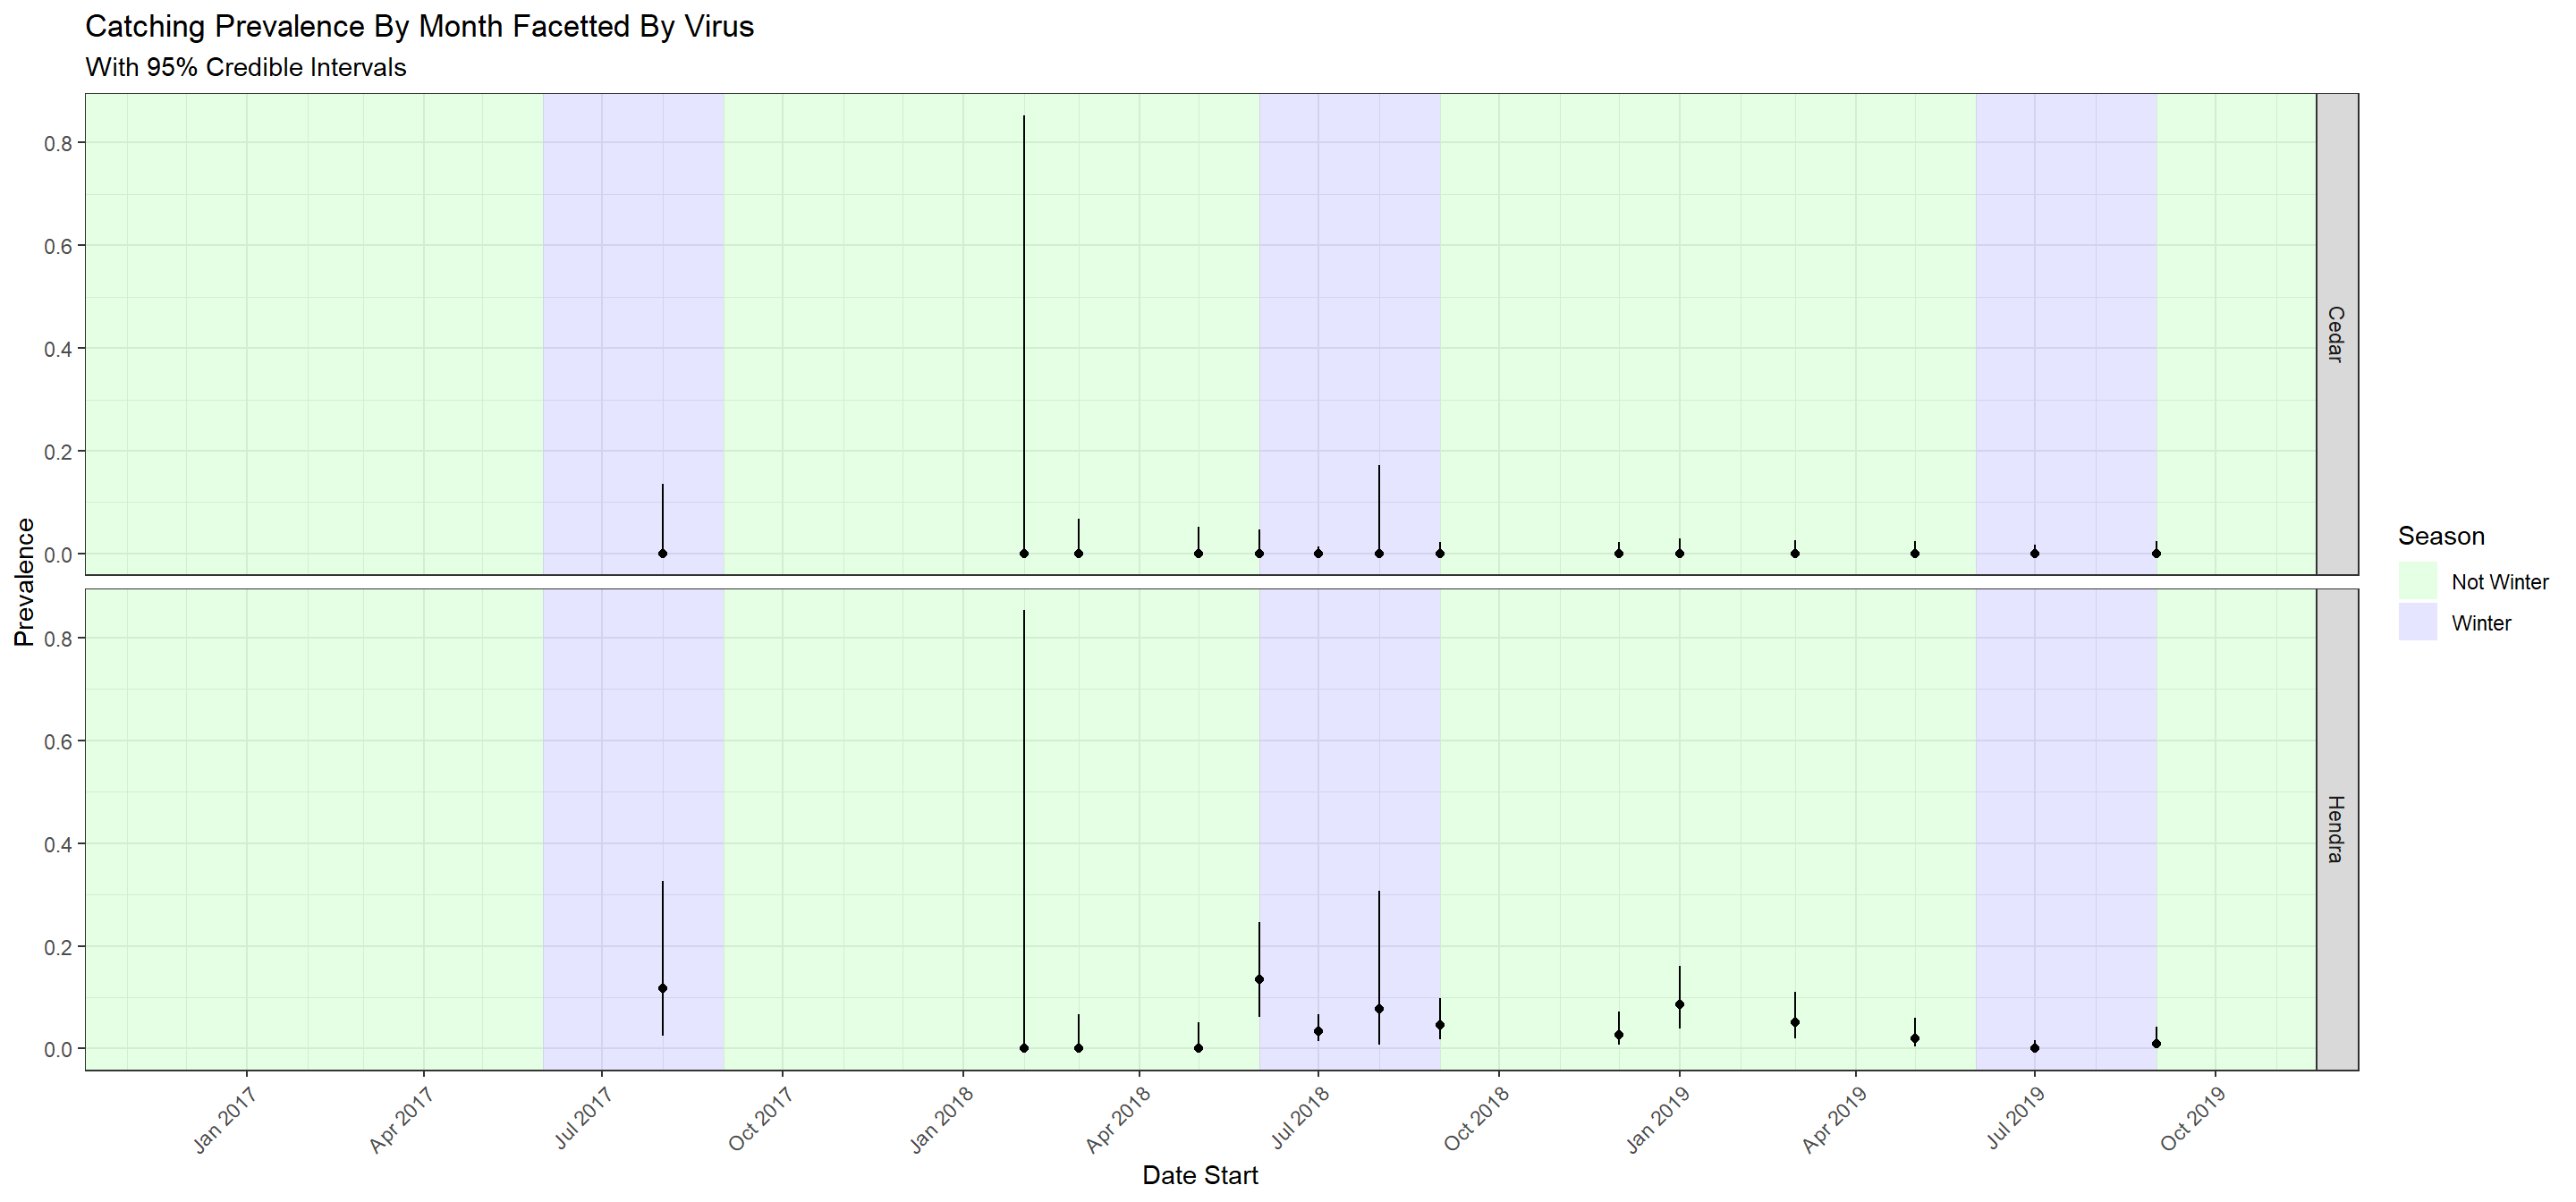 Catching Prevalence By Month Facetted By Virus
With 95% Credible Intervals
Prevalence
0.8
0.6
0.4
0.2
0.0
Cedar
0.8
0.6
0.4
0.2
0.0
Hendra
Jan 2017
Apr 2017
Jul 2017
Oct 2017
Jan 2018
Apr 2018
Jul 2018
Oct 2018
Jan 2019
Apr 2019
Jul 2019
Oct 2019
Date Start
Season
Not Winter
Winter